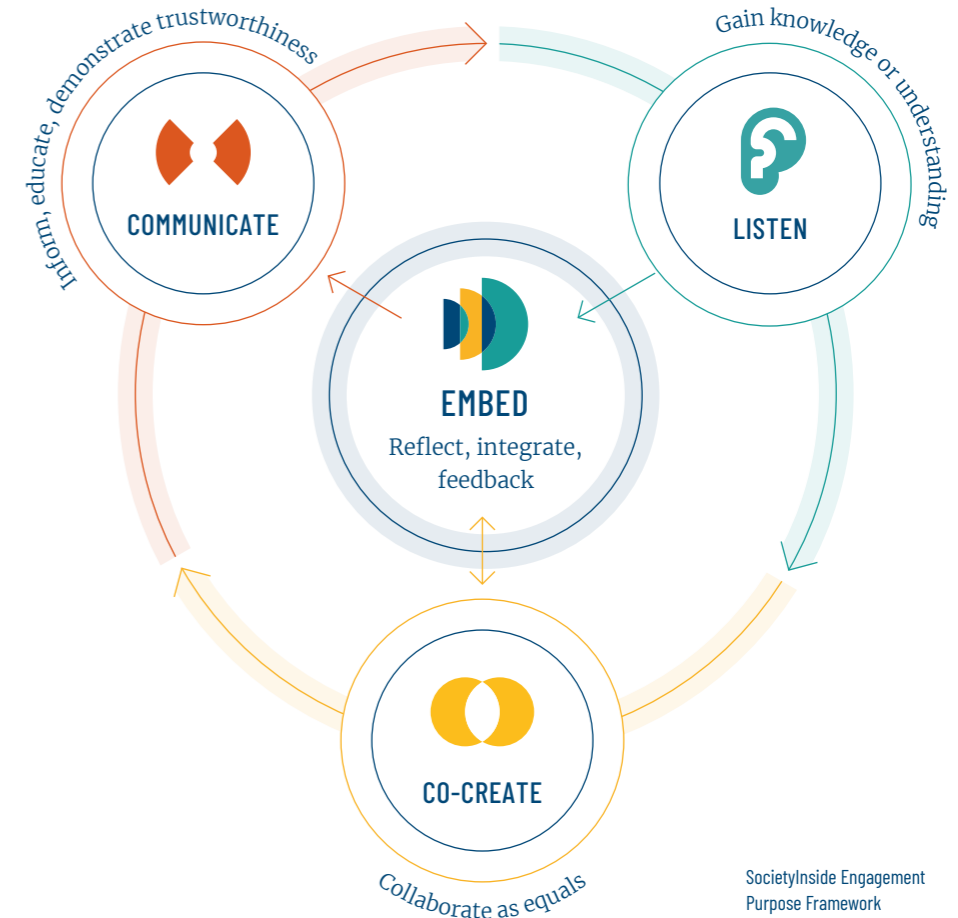 Inform, educate, demonstrate trustworthiness
COMMUNICATE
Gain knowledge or understanding
LISTEN
EMBED
Reflect, integrate,
feedback
CO-CREATE
Collaborate as equals
SocietyInside Engagement
Purpose Framework